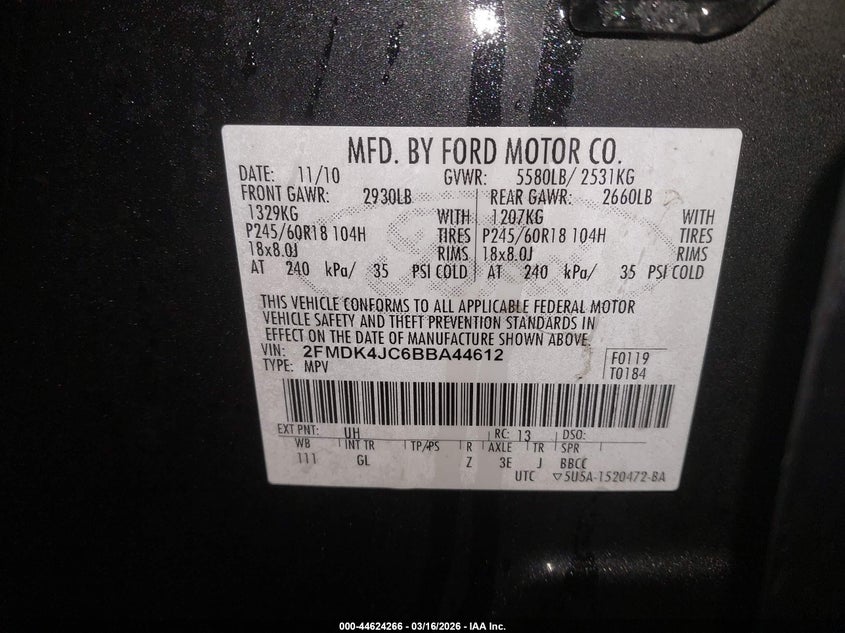 MFD. BY FORD MOTOR CO.
DATE: 11/10 GVWR: 5580LB/ 2531KG
FRONT GAWR: 2930LB REAR GAWR: 2660LB
1329KG WITH 1207KG WITH
P245/60R18 104H TIRES P245/60R18 104H TIRES
18x8.0J RIMS 18x8.0J RIMS
AT 240 kPa/ 35 PSI COLD AT 240 kPa/ 35 PSI COLD
THIS VEHICLE CONFORMS TO ALL APPLICABLE FEDERAL MOTOR
VEHICLE SAFETY AND THEFT PREVENTION STANDARDS IN
EFFECT ON THE DATE OF MANUFACTURE SHOWN ABOVE.
VIN: 2FMDK4JC6BBA44612 F0119
TYPE: MPV T0184
EXT PNT: UH RC: 13 DSO:
WB INT TR TP/PS R AXLE TR SPR
111 GL Z 3E J BBCC
UTC ▽5U5A-1520472-BA
000-44624266 - 03/16/2026 - IAA Inc.